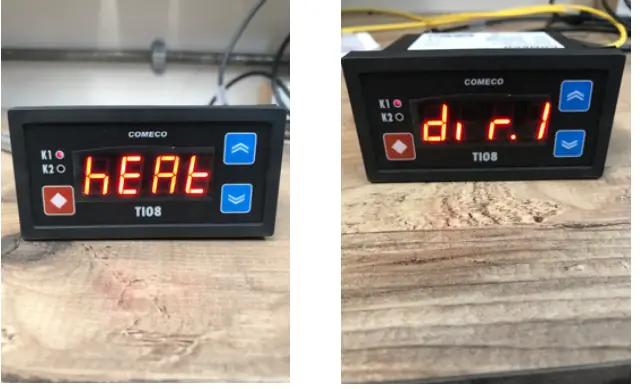 COMECO
K1
K2
hEAt
TI08
COMECO
K1
K2
dir.1
TI08